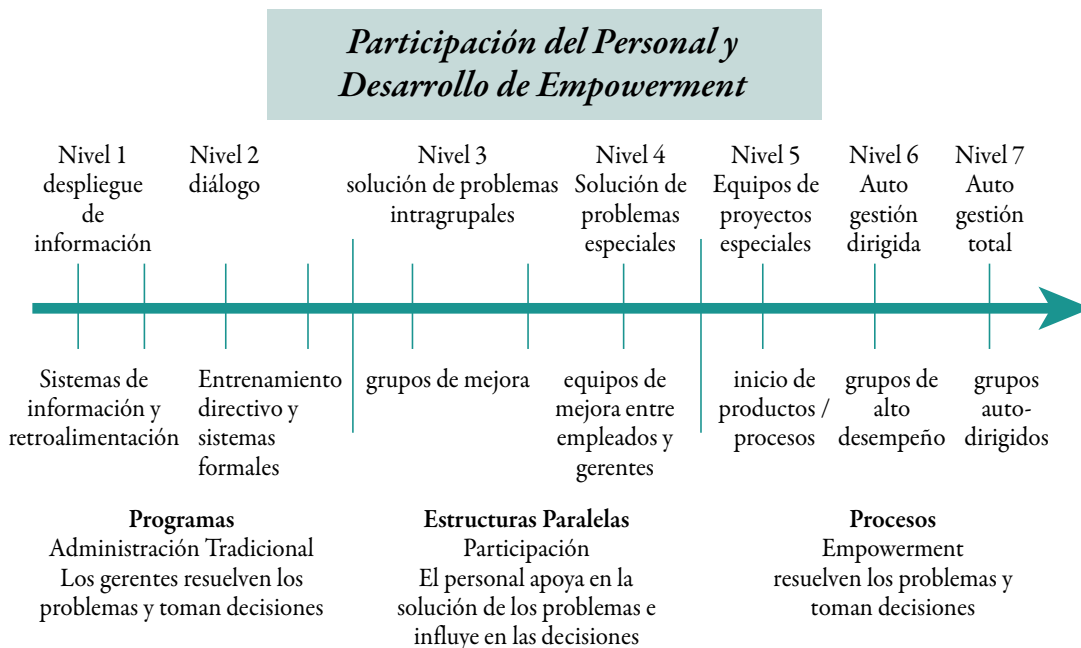 Participación del Personal y
Desarrollo de Empowerment
Nivel 1
despliegue
de
información
Nivel 2
diálogo
Nivel 3
solución de problemas
intragrupales
Nivel 4
Solución de
problemas
especiales
Nivel 5
Equipos de
proyectos
especiales
Nivel 6
Auto
gestión
dirigida
Nivel 7
Auto
gestión
total
Sistemas de
información y
retroalimentación
Entrenamiento
directivo y
sistemas
formales
grupos de mejora
equipos de
mejora entre
empleados y
gerentes
inicio de
productos /
procesos
grupos de
alto
desempeño
grupos
auto-
dirigidos
Programas
Administración Tradicional
Los gerentes resuelven los
problemas y toman decisiones
Estructuras Paralelas
Participación
El personal apoya en la
solución de los problemas e
influye en las decisiones
Procesos
Empowerment
resuelven los problemas y
toman decisiones